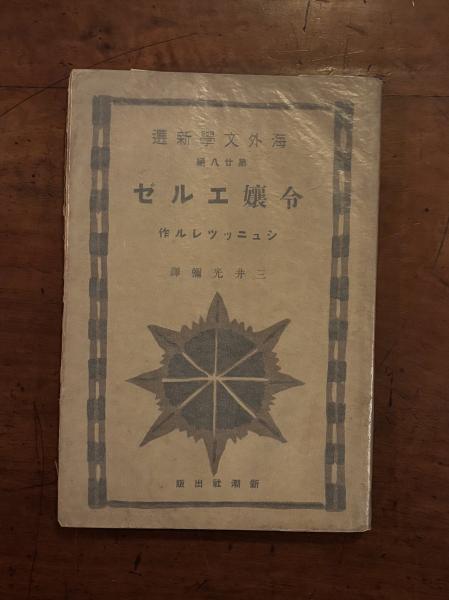 海外文學新選
第廿八編
令孃エルゼ
シュニッツレル作
三井光彌譯
新潮社出版